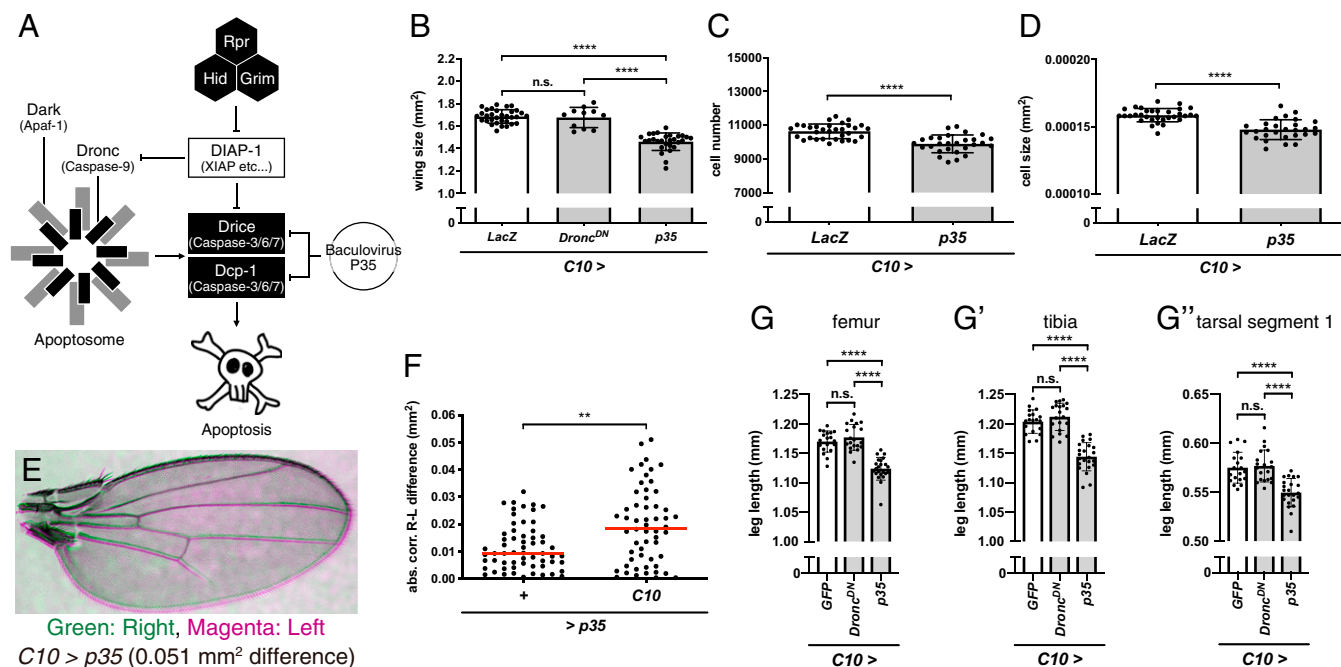 A
Rpr
Hid
Grim
Dark
(Apaf-1)
Dronc
(Caspase-9)
DIAP-1
(XIAP etc...)
Drice
(Caspase-3/6/7)
Dcp-1
(Caspase-3/6/7)
Baculovirus
P35
Apoptosome
Apoptosis
B
****
n.s.
****
wing size (mm²)
2.2
2.0
1.8
1.6
1.4
1.2
1.0
0
LacZ
Dronc^DN
p35
C10 >
C
****
cell number
15000
13000
11000
9000
7000
0
LacZ
p35
C10 >
D
****
cell size (mm²)
0.00020
0.00015
0.00010
0
LacZ
p35
C10 >
E
Green: Right, Magenta: Left
C10 > p35 (0.051 mm² difference)
F
**
abs. corr. R-L difference (mm²)
0.06
0.05
0.04
0.03
0.02
0.01
0.00
+
C10
> p35
G
femur
****
****
n.s.
leg length (mm)
1.25
1.20
1.15
1.10
1.05
1.00
0
GFP
Dronc^DN
p35
C10 >
G'
tibia
****
****
n.s.
leg length (mm)
1.25
1.20
1.15
1.10
1.05
1.00
0
GFP
Dronc^DN
p35
C10 >
G''
tarsal segment 1
****
****
n.s.
leg length (mm)
0.65
0.60
0.55
0.50
0
GFP
Dronc^DN
p35
C10 >